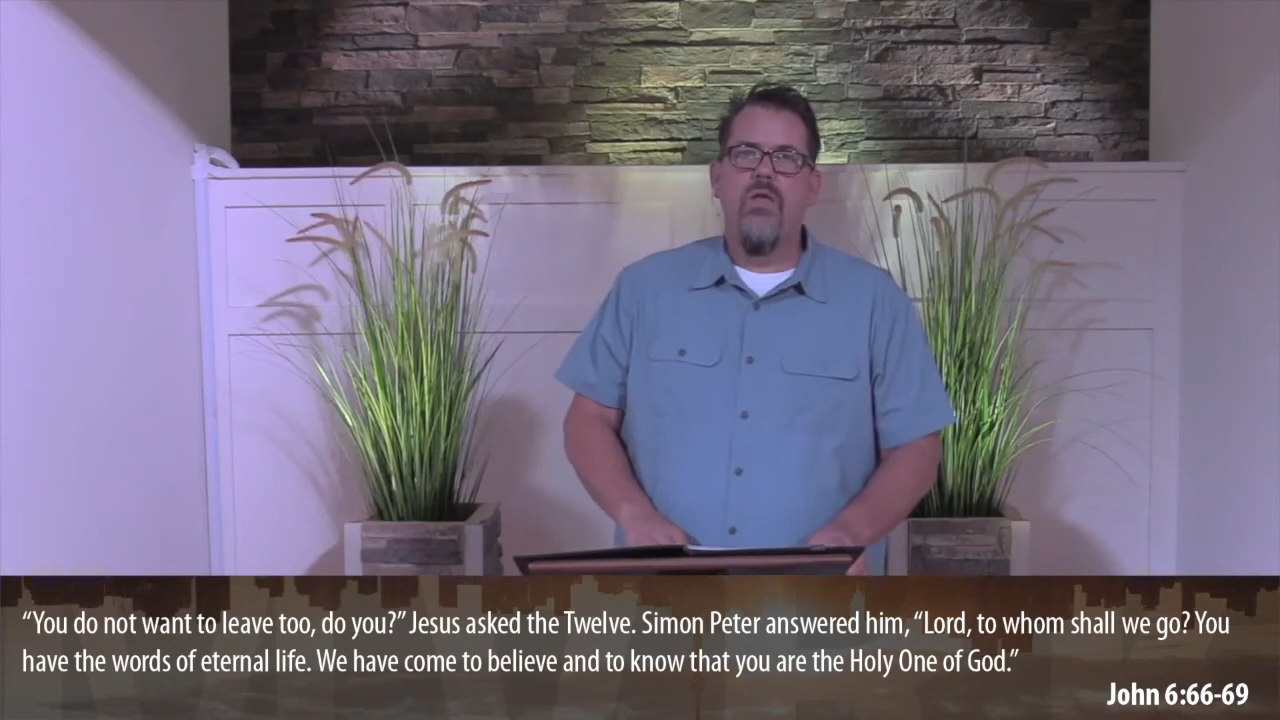 “You do not want to leave too, do you?” Jesus asked the Twelve. Simon Peter answered him, “Lord, to whom shall we go? You
have the words of eternal life. We have come to believe and to know that you are the Holy One of God.”
John 6:66-69